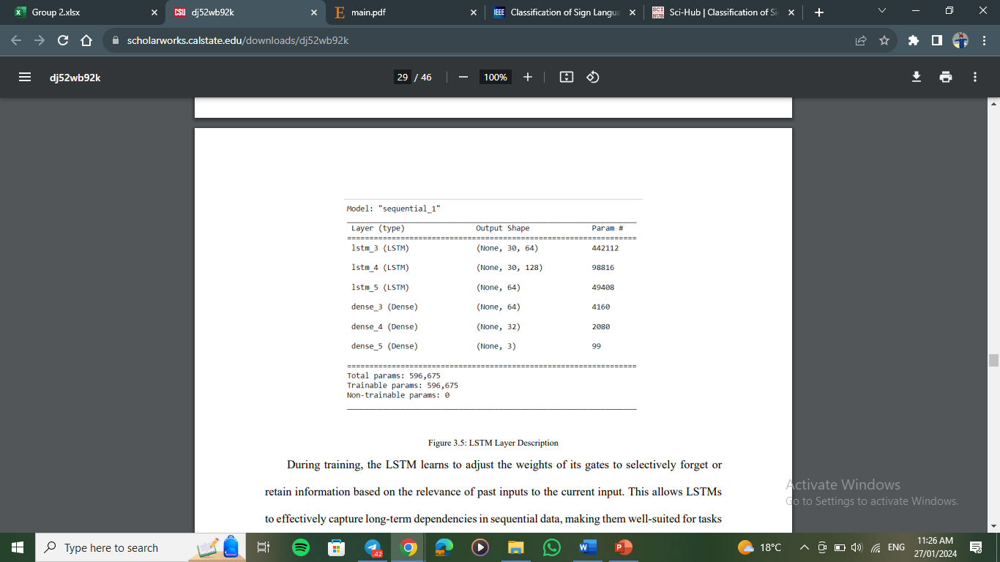 Group 2.xlsx
CSU dj52wb92k
E main.pdf
IEEE Classification of Sign Langua
SCI HUB Sci-Hub | Classification of Si
scholarworks.calstate.edu/downloads/dj52wb92k
dj52wb92k
29 / 46
100%
Model: "sequential_1"
Layer (type) Output Shape Param #
lstm_3 (LSTM) (None, 30, 64) 442112
lstm_4 (LSTM) (None, 30, 128) 98816
lstm_5 (LSTM) (None, 64) 49408
dense_3 (Dense) (None, 64) 4160
dense_4 (Dense) (None, 32) 2080
dense_5 (Dense) (None, 3) 99
Total params: 596,675
Trainable params: 596,675
Non-trainable params: 0
Figure 3.5: LSTM Layer Description
During training, the LSTM learns to adjust the weights of its gates to selectively forget or
retain information based on the relevance of past inputs to the current input. This allows LSTMs
to effectively capture long-term dependencies in sequential data, making them well-suited for tasks
Activate Windows
Go to Settings to activate Windows.
Type here to search
.42
18°C
ENG
11:26 AM
27/01/2024